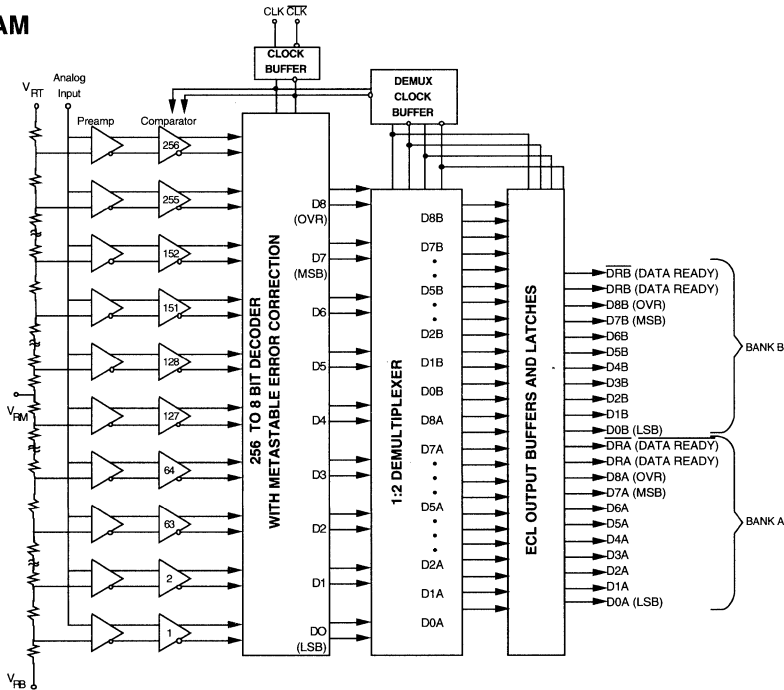 AM
CLK CLK
CLOCK
BUFFER
DEMUX
CLOCK
BUFFER
VRT
Analog
Input
Preamp
Comparator
256
255
152
151
128
127
64
63
2
1
VRM
VRB
256 TO 8 BIT DECODER
WITH METASTABLE ERROR CORRECTION
D8
(OVR)
D7
(MSB)
D6
D5
D4
D3
D2
D1
DO
(LSB)
1:2 DEMULTIPLEXER
D8B
D7B
D5B
D2B
D1B
D0B
D8A
D7A
D5A
D2A
D1A
D0A
ECL OUTPUT BUFFERS AND LATCHES
DRB (DATA READY)
DRB (DATA READY)
D8B (OVR)
D7B (MSB)
D6B
D5B
D4B
D3B
D2B
D1B
D0B (LSB)
BANK B
DRA (DATA READY)
DRA (DATA READY)
D8A (OVR)
D7A (MSB)
D6A
D5A
D4A
D3A
D2A
D1A
D0A (LSB)
BANK A